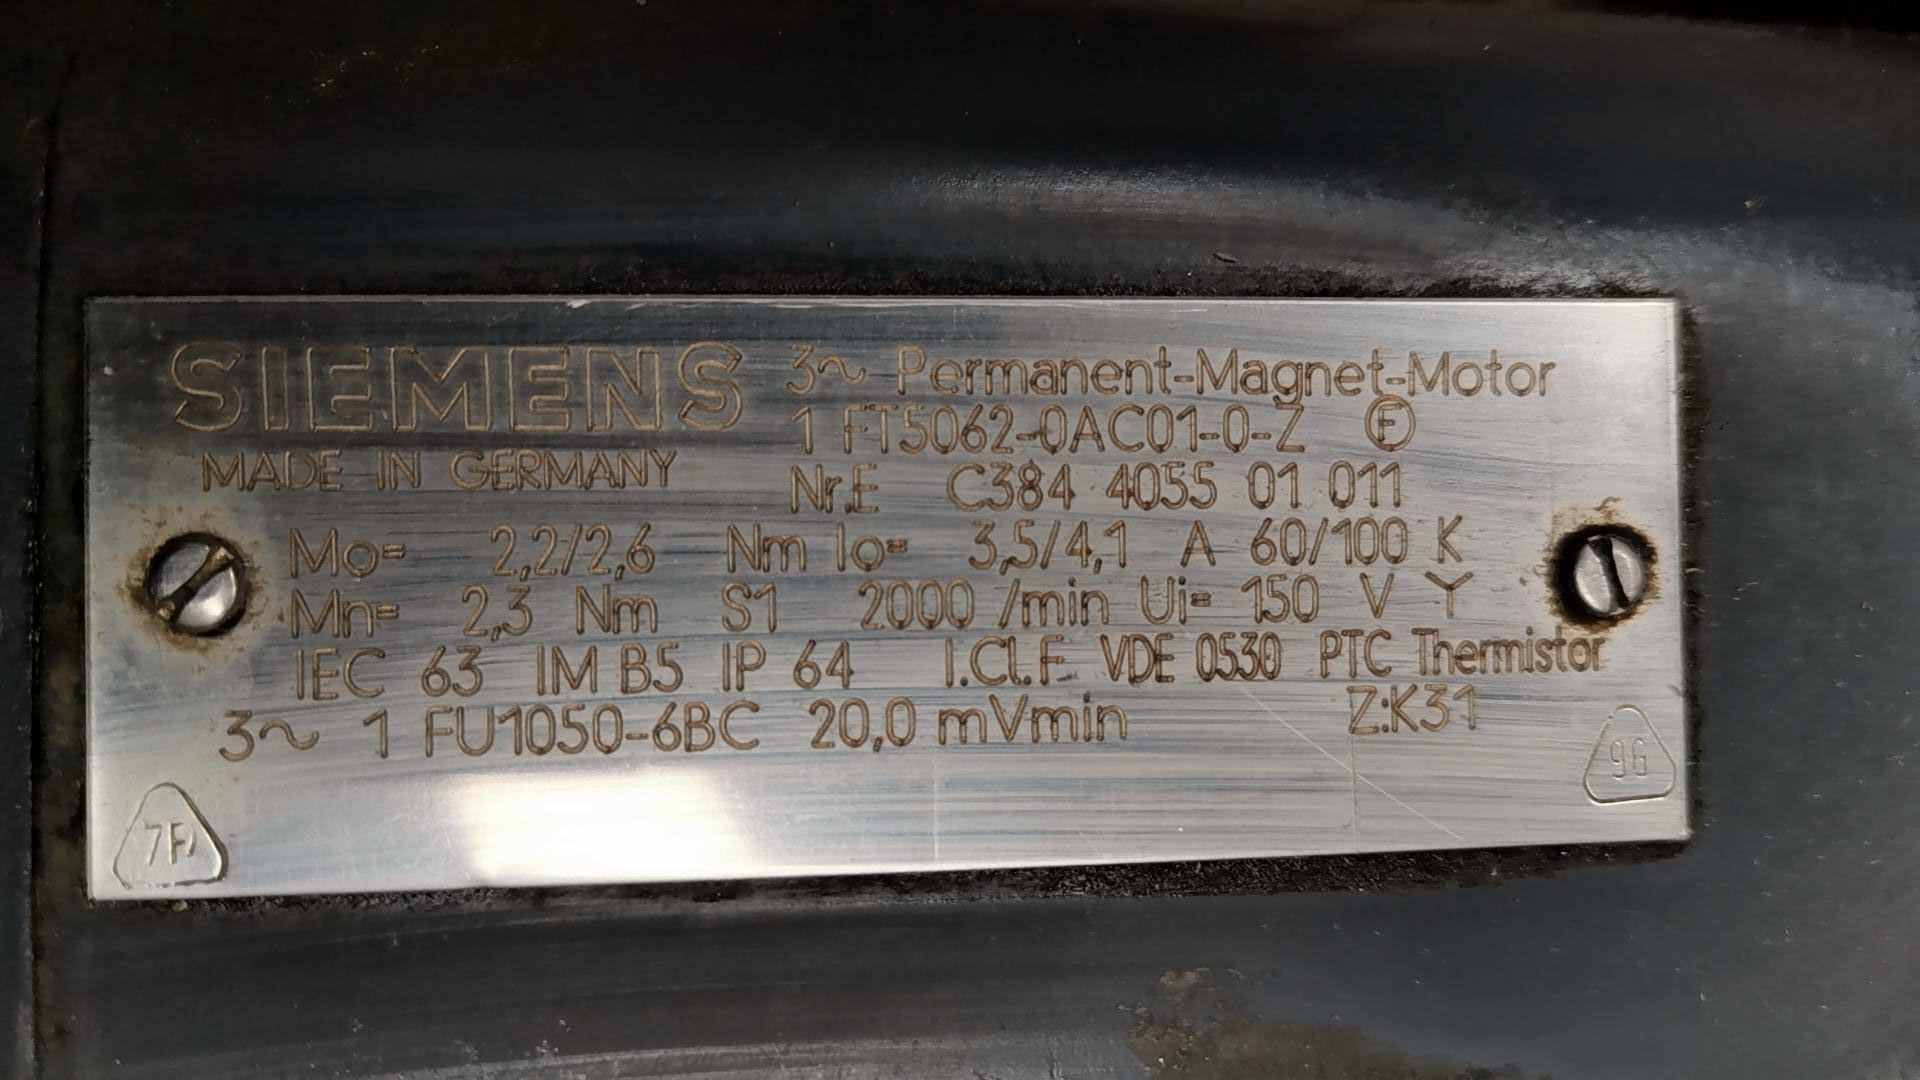 SIEMENS 3~ Permanent-Magnet-Motor
1 FT5062-0AC01-0-Z Ⓕ
MADE IN GERMANY Nr.E C384 4055 01 011
Mo= 2,2/2,6 Nm Io= 3,5/4,1 A 60/100 K
Mn= 2,3 Nm S1 2000 /min Ui= 150 V Y
IEC 63 IM B5 IP 64 I.Cl.F VDE 0530 PTC Thermistor
3~ 1 FU1050-6BC 20,0 mVmin Z:K31
7F 9G